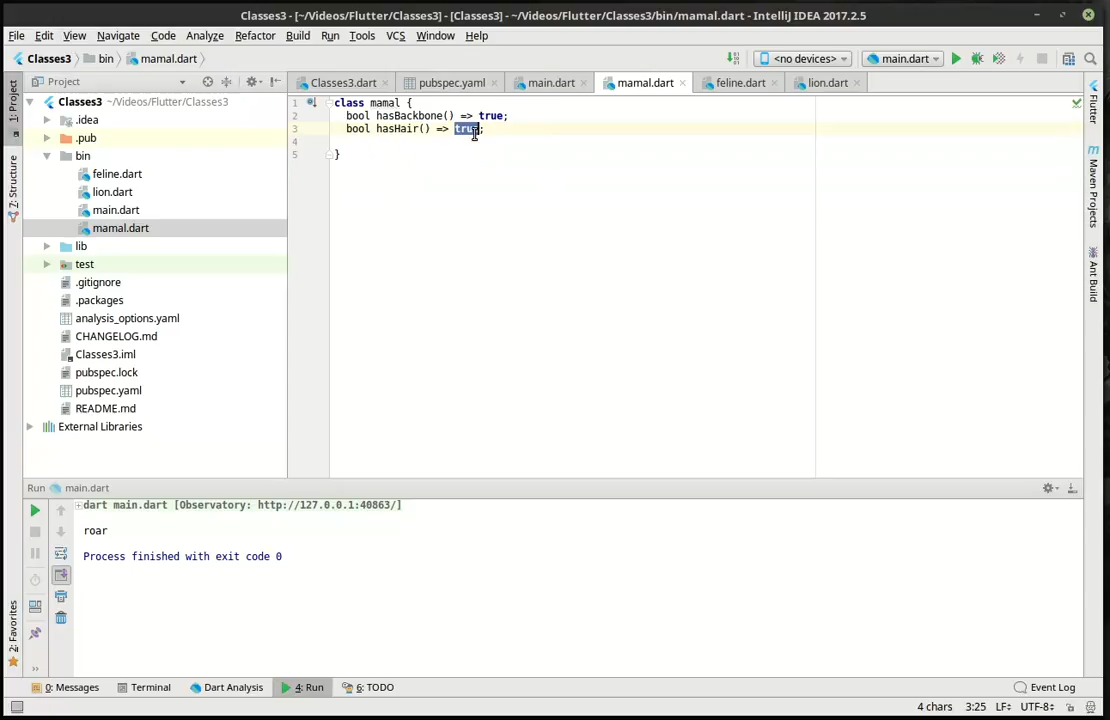 Classes3 - [~/Videos/Flutter/Classes3] - [Classes3] - ~/Videos/Flutter/Classes3/bin/mamal.dart - IntelliJ IDEA 2017.2.5
File Edit View Navigate Code Analyze Refactor Build Run Tools VCS Window Help
Classes3 bin mamal.dart <no devices> main.dart
1: Project
Project
Classes3.dart pubspec.yaml main.dart mamal.dart feline.dart lion.dart
Classes3 ~/Videos/Flutter/Classes3
.idea
.pub
bin
feline.dart
lion.dart
main.dart
mamal.dart
lib
test
.gitignore
.packages
analysis_options.yaml
CHANGELOG.md
Classes3.iml
pubspec.lock
pubspec.yaml
README.md
External Libraries
7: Structure
1 class mamal {
2 bool hasBackbone() => true;
3 bool hasHair() => true;
4
5 }
Flutter
Maven Projects
Ant Build
Run main.dart
dart main.dart [Observatory: http://127.0.0.1:40863/]
roar
Process finished with exit code 0
2: Favorites
0: Messages Terminal Dart Analysis 4: Run 6: TODO Event Log
4 chars 3:25 LF÷ UTF-8÷